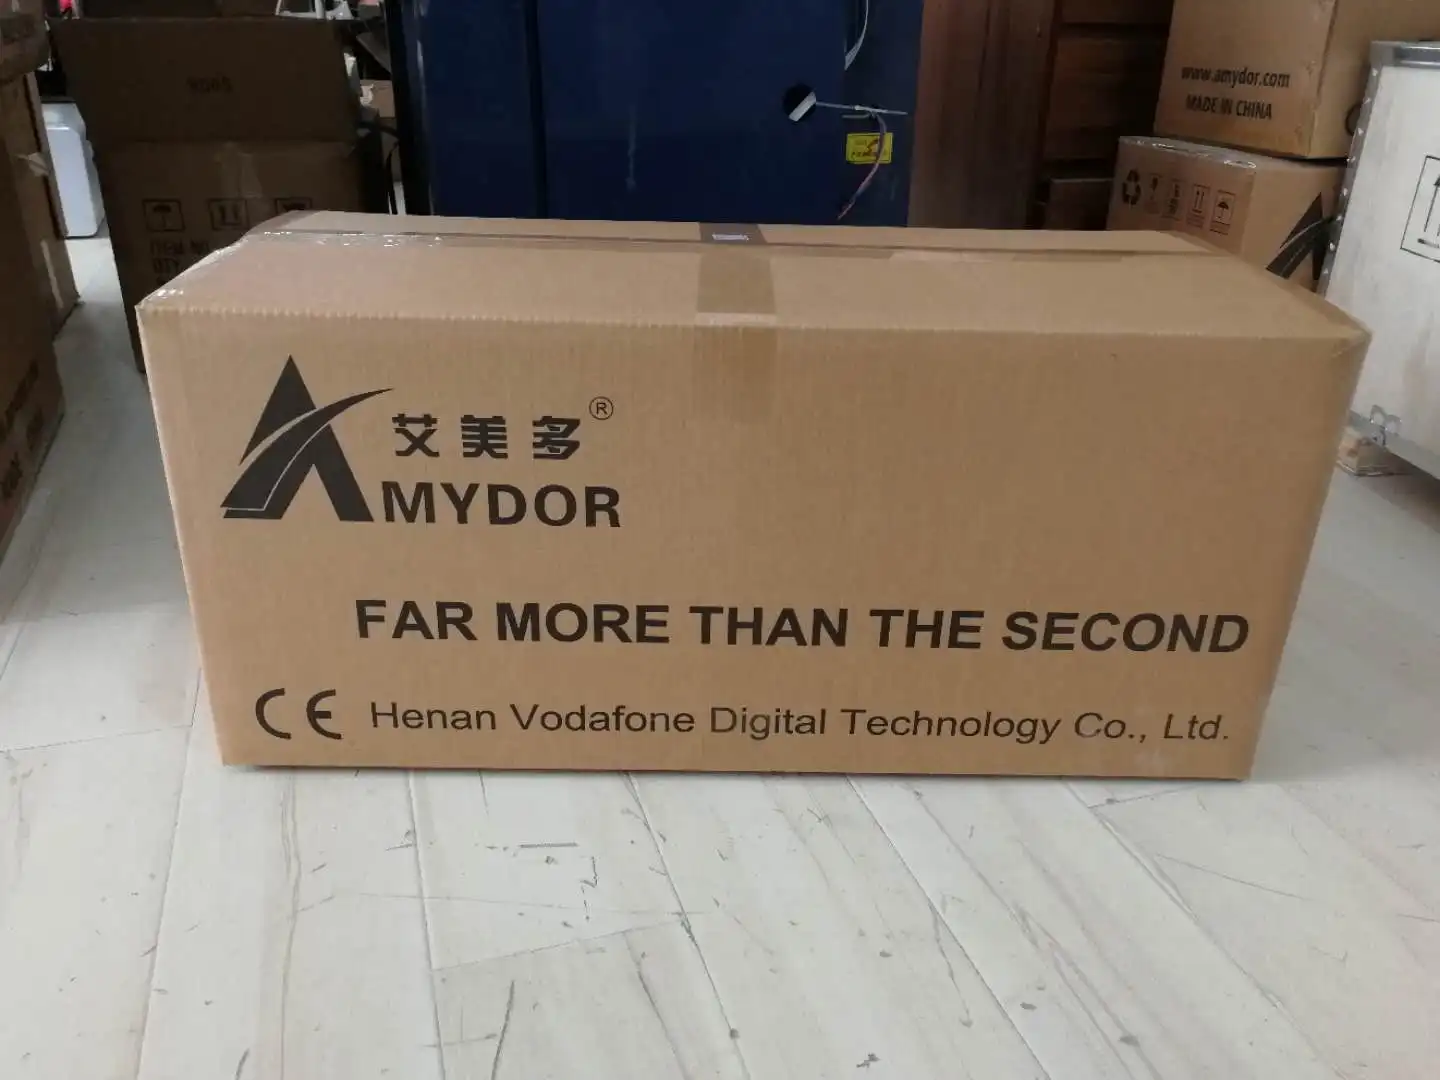 www.amydor.com
MADE IN CHINA
艾美多®
AMYDOR
FAR MORE THAN THE SECOND
CE Henan Vodafone Digital Technology Co., Ltd.